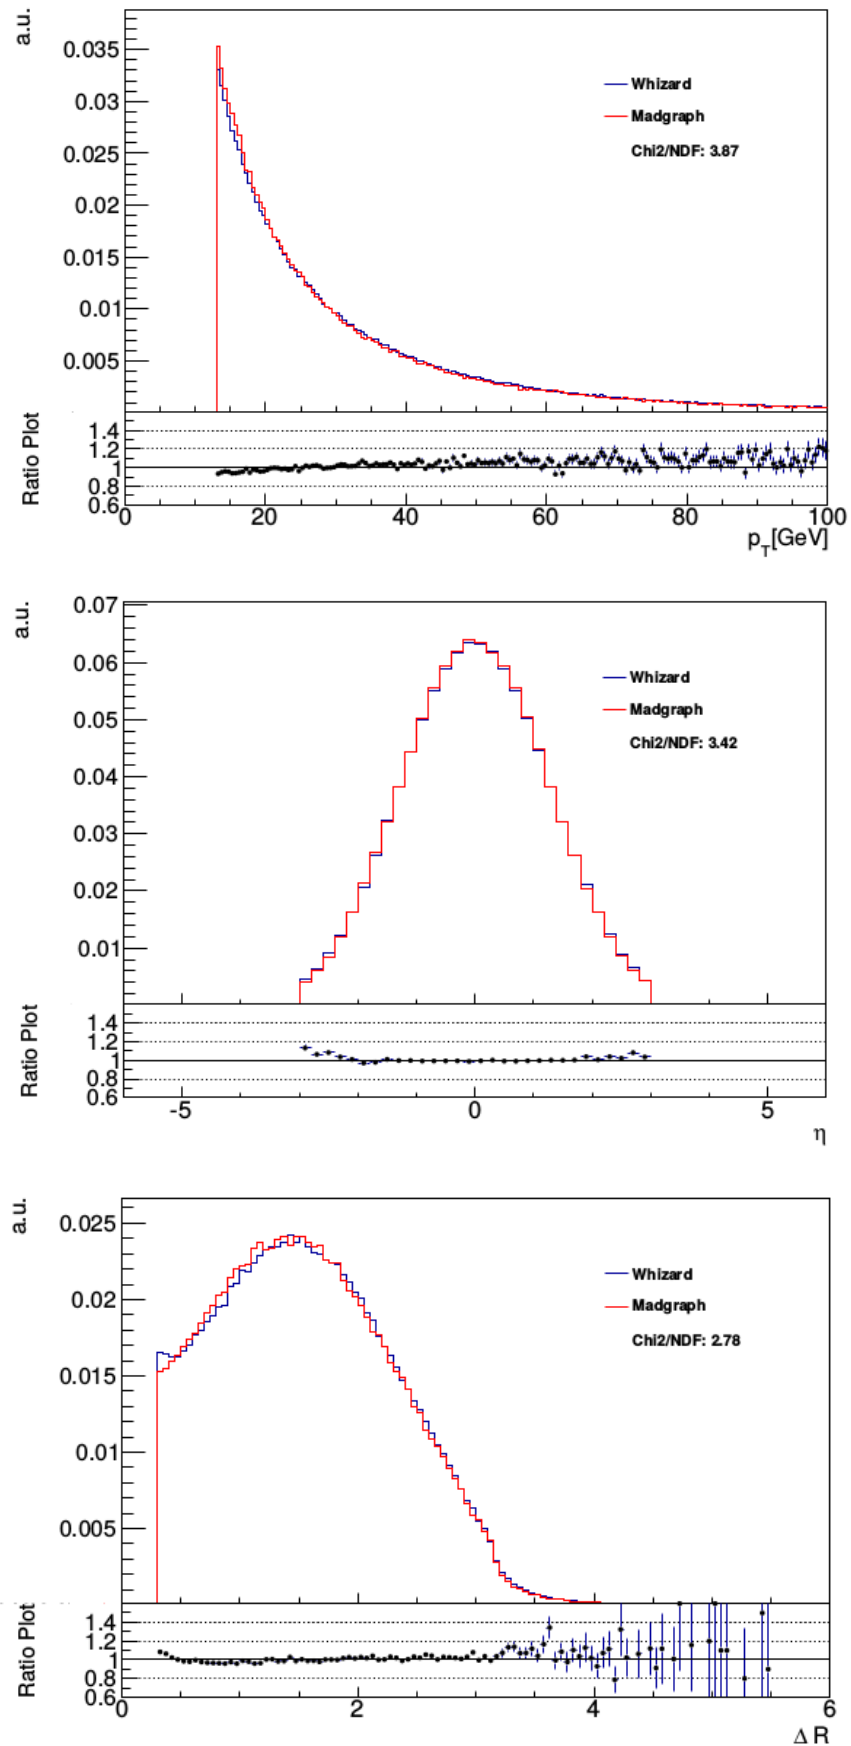 a.u.
0.035
0.03
0.025
0.02
0.015
0.01
0.005
Whizard
Madgraph
Chi2/NDF: 3.87
Ratio Plot
1.4
1.2
1
0.8
0.6
0 20 40 60 80 100
p_T[GeV]
a.u.
0.07
0.06
0.05
0.04
0.03
0.02
0.01
Whizard
Madgraph
Chi2/NDF: 3.42
Ratio Plot
1.4
1.2
1
0.8
0.6
-5 0 5
η
a.u.
0.025
0.02
0.015
0.01
0.005
Whizard
Madgraph
Chi2/NDF: 2.78
Ratio Plot
1.4
1.2
1
0.8
0.6
0 2 4 6
Δ R